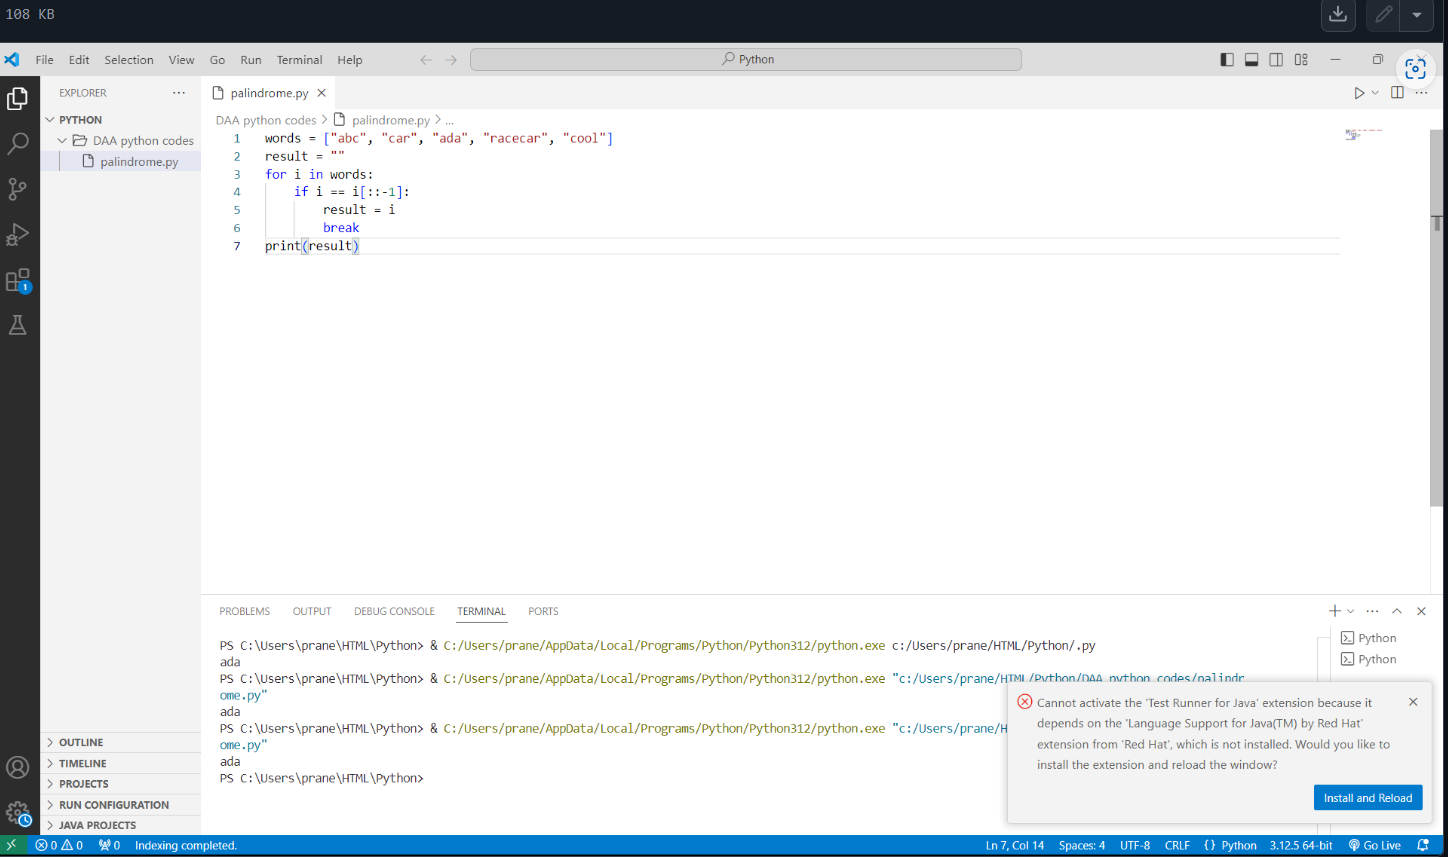 108 KB
File Edit Selection View Go Run Terminal Help
Python
EXPLORER
PYTHON
DAA python codes
palindrome.py
OUTLINE
TIMELINE
PROJECTS
RUN CONFIGURATION
JAVA PROJECTS
1
palindrome.py
DAA python codes > palindrome.py > ...
1 words = ["abc", "car", "ada", "racecar", "cool"]
2 result = ""
3 for i in words:
4     if i == i[::-1]:
5         result = i
6         break
7 print(result)
PROBLEMS OUTPUT DEBUG CONSOLE TERMINAL PORTS
PS C:\Users\prane\HTML\Python> & C:/Users/prane/AppData/Local/Programs/Python/Python312/python.exe c:/Users/prane/HTML/Python/.py
ada
PS C:\Users\prane\HTML\Python> & C:/Users/prane/AppData/Local/Programs/Python/Python312/python.exe "c:/Users/prane/HTML/Python/DAA python codes/palindr
ome.py"
ada
PS C:\Users\prane\HTML\Python> & C:/Users/prane/AppData/Local/Programs/Python/Python312/python.exe "c:/Users/prane/H
ome.py"
ada
PS C:\Users\prane\HTML\Python>
Python
Python
Cannot activate the 'Test Runner for Java' extension because it
depends on the 'Language Support for Java(TM) by Red Hat'
extension from 'Red Hat', which is not installed. Would you like to
install the extension and reload the window?
Install and Reload
0 0 0 Indexing completed.
Ln 7, Col 14 Spaces: 4 UTF-8 CRLF {} Python 3.12.5 64-bit Go Live